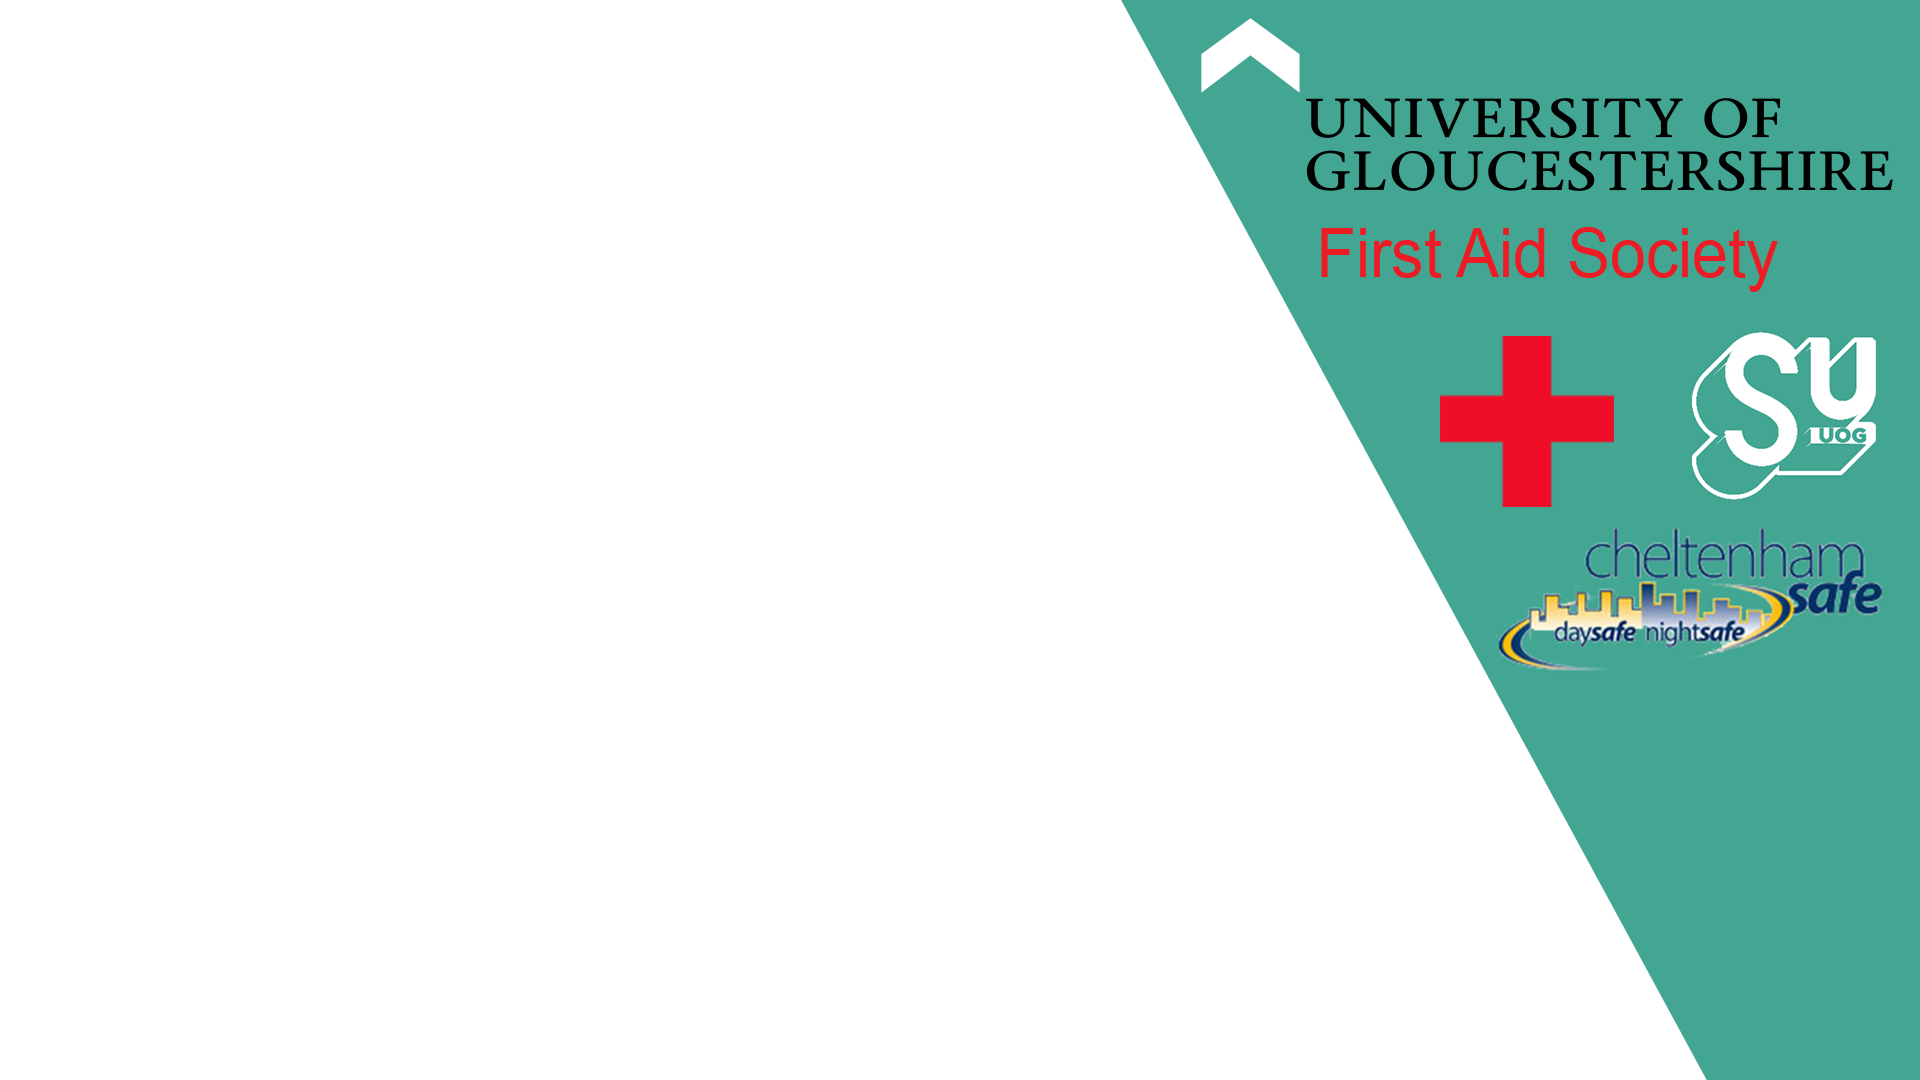 UNIVERSITY OF
GLOUCESTERSHIRE
First Aid Society
SU
UOG
cheltenham
safe
daysafe nightsafe